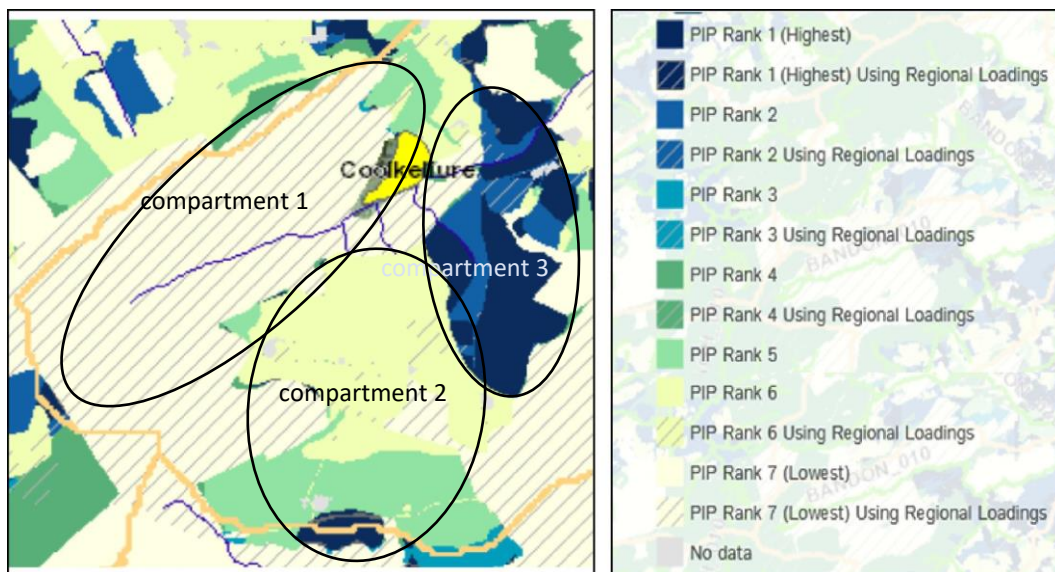 Coolkellure
compartment 1
compartment 3
compartment 2
PIP Rank 1 (Highest)
PIP Rank 1 (Highest) Using Regional Loadings
PIP Rank 2
PIP Rank 2 Using Regional Loadings
PIP Rank 3
PIP Rank 3 Using Regional Loadings
PIP Rank 4
PIP Rank 4 Using Regional Loadings
PIP Rank 5
PIP Rank 6
PIP Rank 6 Using Regional Loadings
PIP Rank 7 (Lowest)
PIP Rank 7 (Lowest) Using Regional Loadings
No data
BANDON_010
BANDON_010